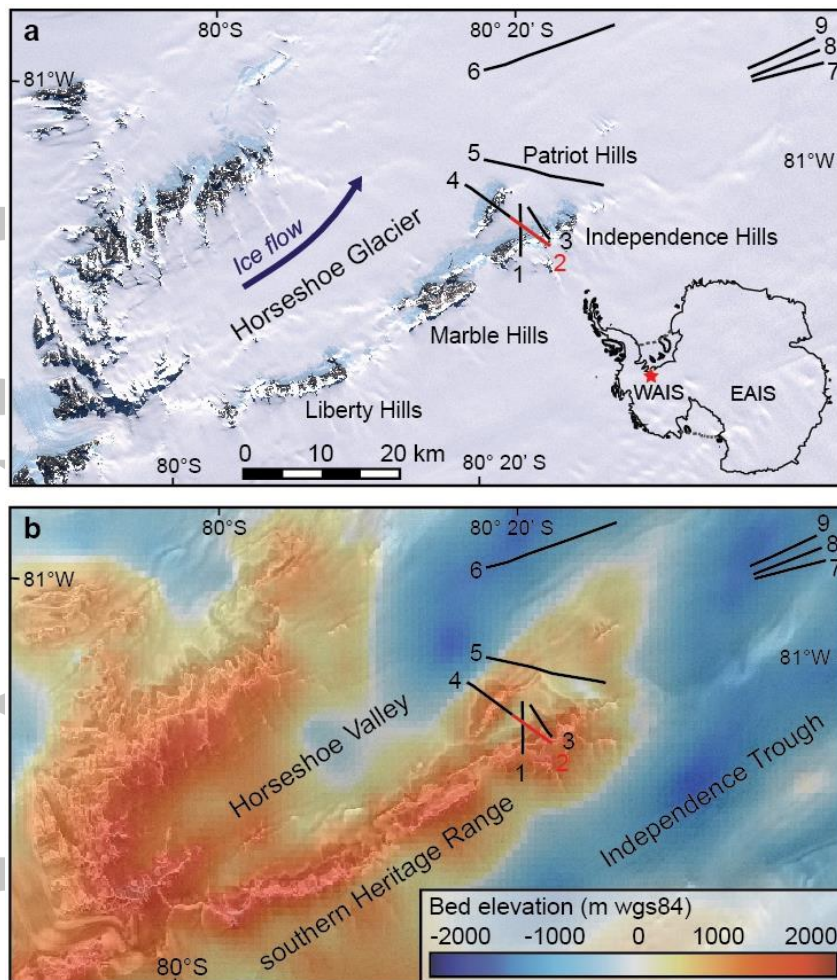 a
80°S
80° 20' S
9
8
7
81°W
6
5
Patriot Hills
81°W
4
Ice flow
Horseshoe Glacier
3
Independence Hills
1
2
Marble Hills
Liberty Hills
WAIS
EAIS
0 10 20 km
80°S
80° 20' S
b
80°S
80° 20' S
9
8
7
81°W
6
5
81°W
4
Horseshoe Valley
3
1
2
southern Heritage Range
Independence Trough
Bed elevation (m wgs84)
-2000 -1000 0 1000 2000
80°S